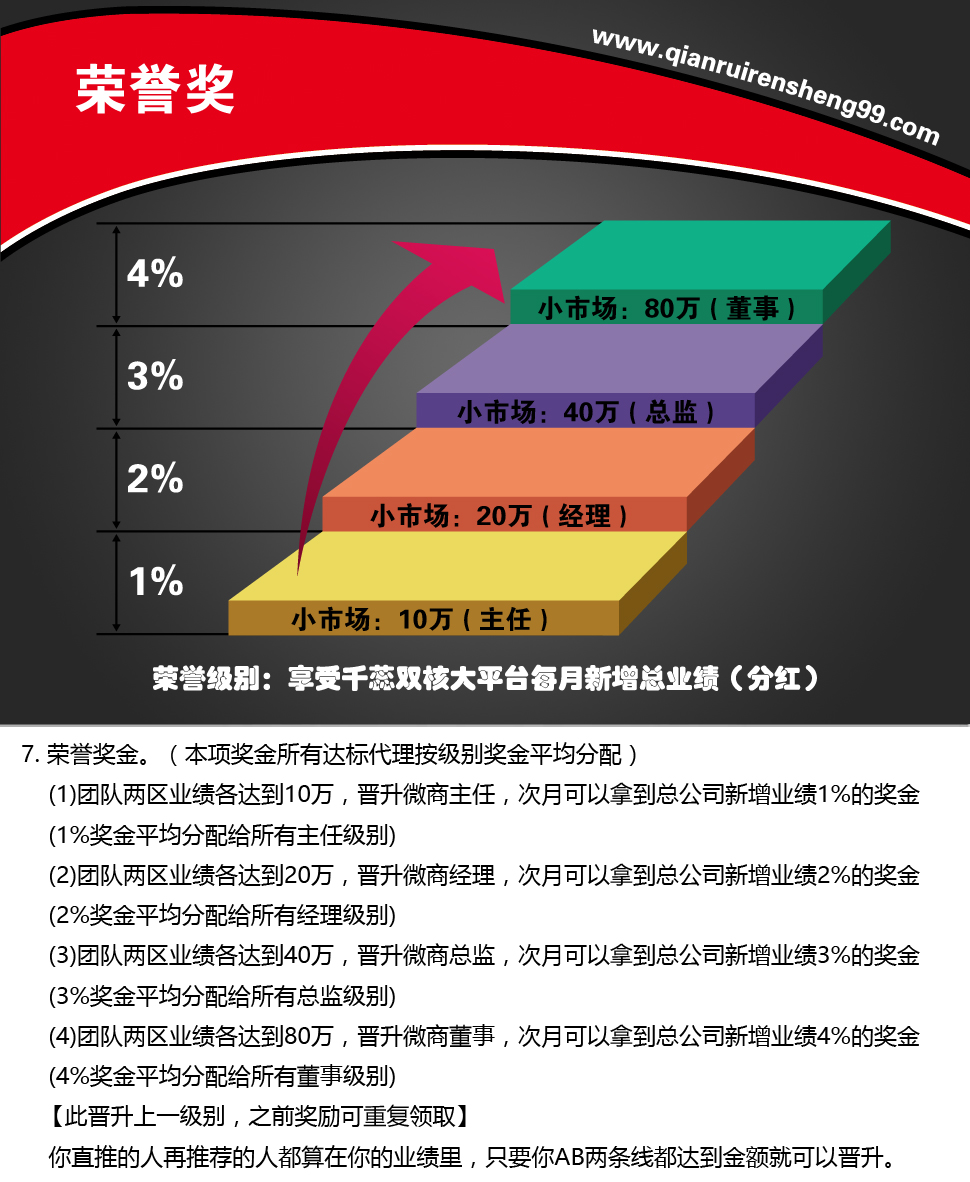 荣誉奖
www.qianruirensheng99.com
4%
小市场：80万（董事）
3%
小市场：40万（总监）
2%
小市场：20万（经理）
1%
小市场：10万（主任）
荣誉级别：享受千蕊双核大平台每月新增总业绩（分红）
7. 荣誉奖金。（本项奖金所有达标代理按级别奖金平均分配）
(1)团队两区业绩各达到10万，晋升微商主任，次月可以拿到总公司新增业绩1%的奖金
(1%奖金平均分配给所有主任级别)
(2)团队两区业绩各达到20万，晋升微商经理，次月可以拿到总公司新增业绩2%的奖金
(2%奖金平均分配给所有经理级别)
(3)团队两区业绩各达到40万，晋升微商总监，次月可以拿到总公司新增业绩3%的奖金
(3%奖金平均分配给所有总监级别)
(4)团队两区业绩各达到80万，晋升微商董事，次月可以拿到总公司新增业绩4%的奖金
(4%奖金平均分配给所有董事级别)
【此晋升上一级别，之前奖励可重复领取】
你直推的人再推荐的人都算在你的业绩里，只要你AB两条线都达到金额就可以晋升。